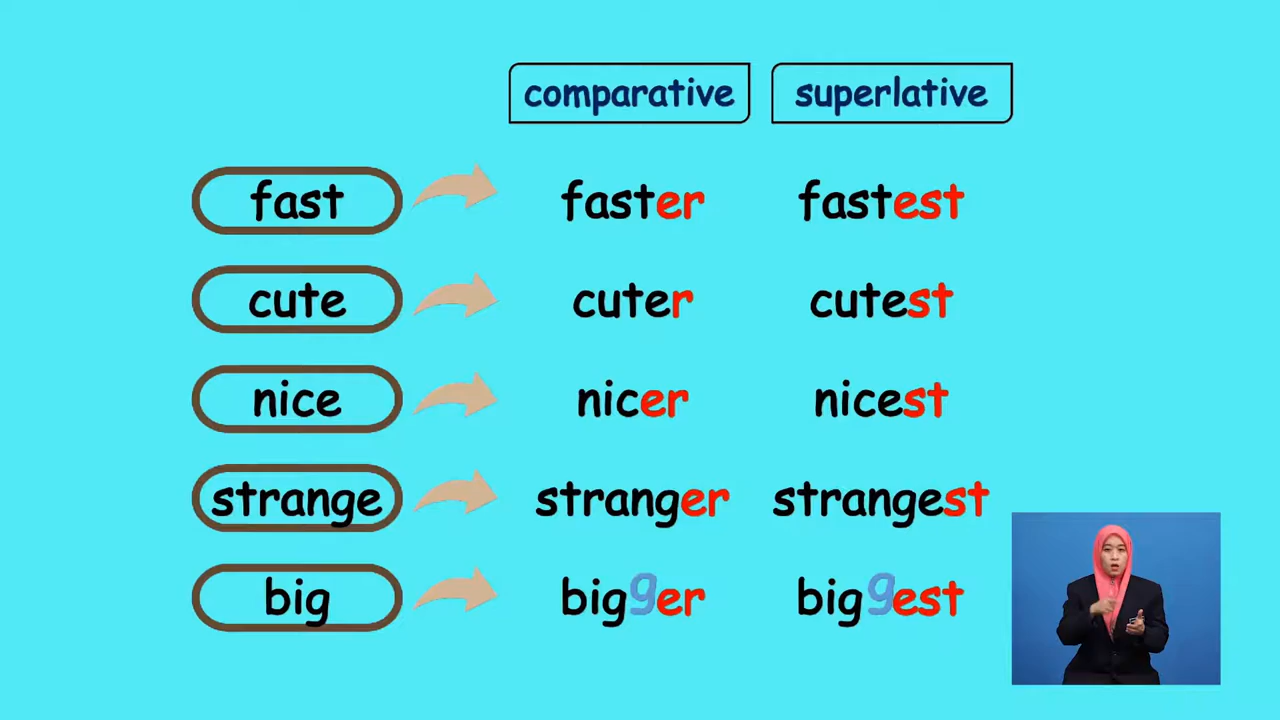 comparative superlative
fast faster fastest
cute cuter cutest
nice nicer nicest
strange stranger strangest
big bigger biggest